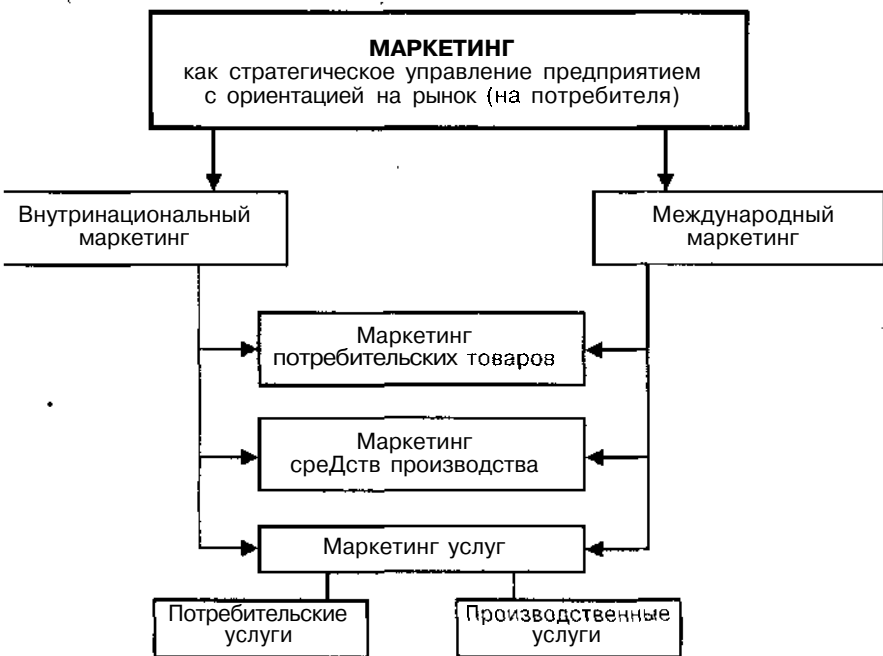 МАРКЕТИНГ
как стратегическое управление предприятием
с ориентацией на рынок (на потребителя)
Внутринациональный
маркетинг
Международный
маркетинг
Маркетинг
потребительских товаров
Маркетинг
среДств производства
Маркетинг услуг
Потребительские
услуги
Производственные
услуги